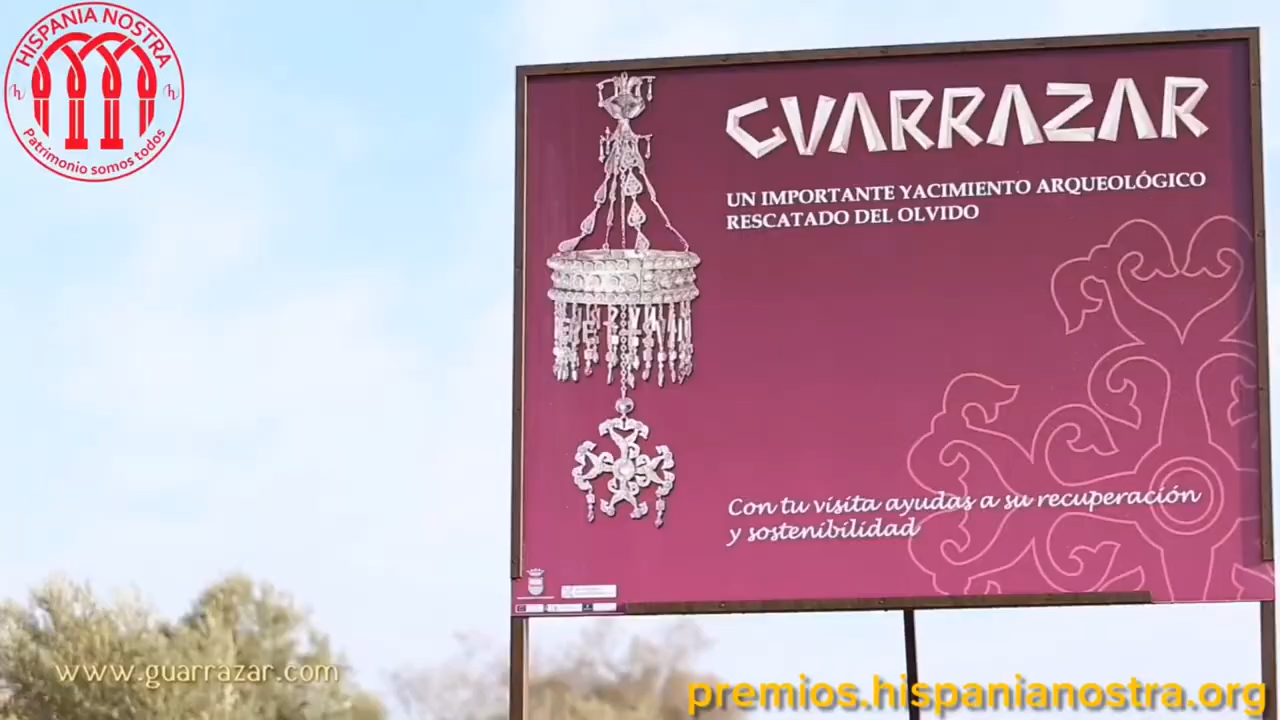 HISPANIA NOSTRA
Patrimonio somos todos
GUARRAZAR
UN IMPORTANTE YACIMIENTO ARQUEOLÓGICO
RESCATADO DEL OLVIDO
Con tu visita ayudas a su recuperación
y sostenibilidad
www.guarrazar.com
premios.hispanianostra.org